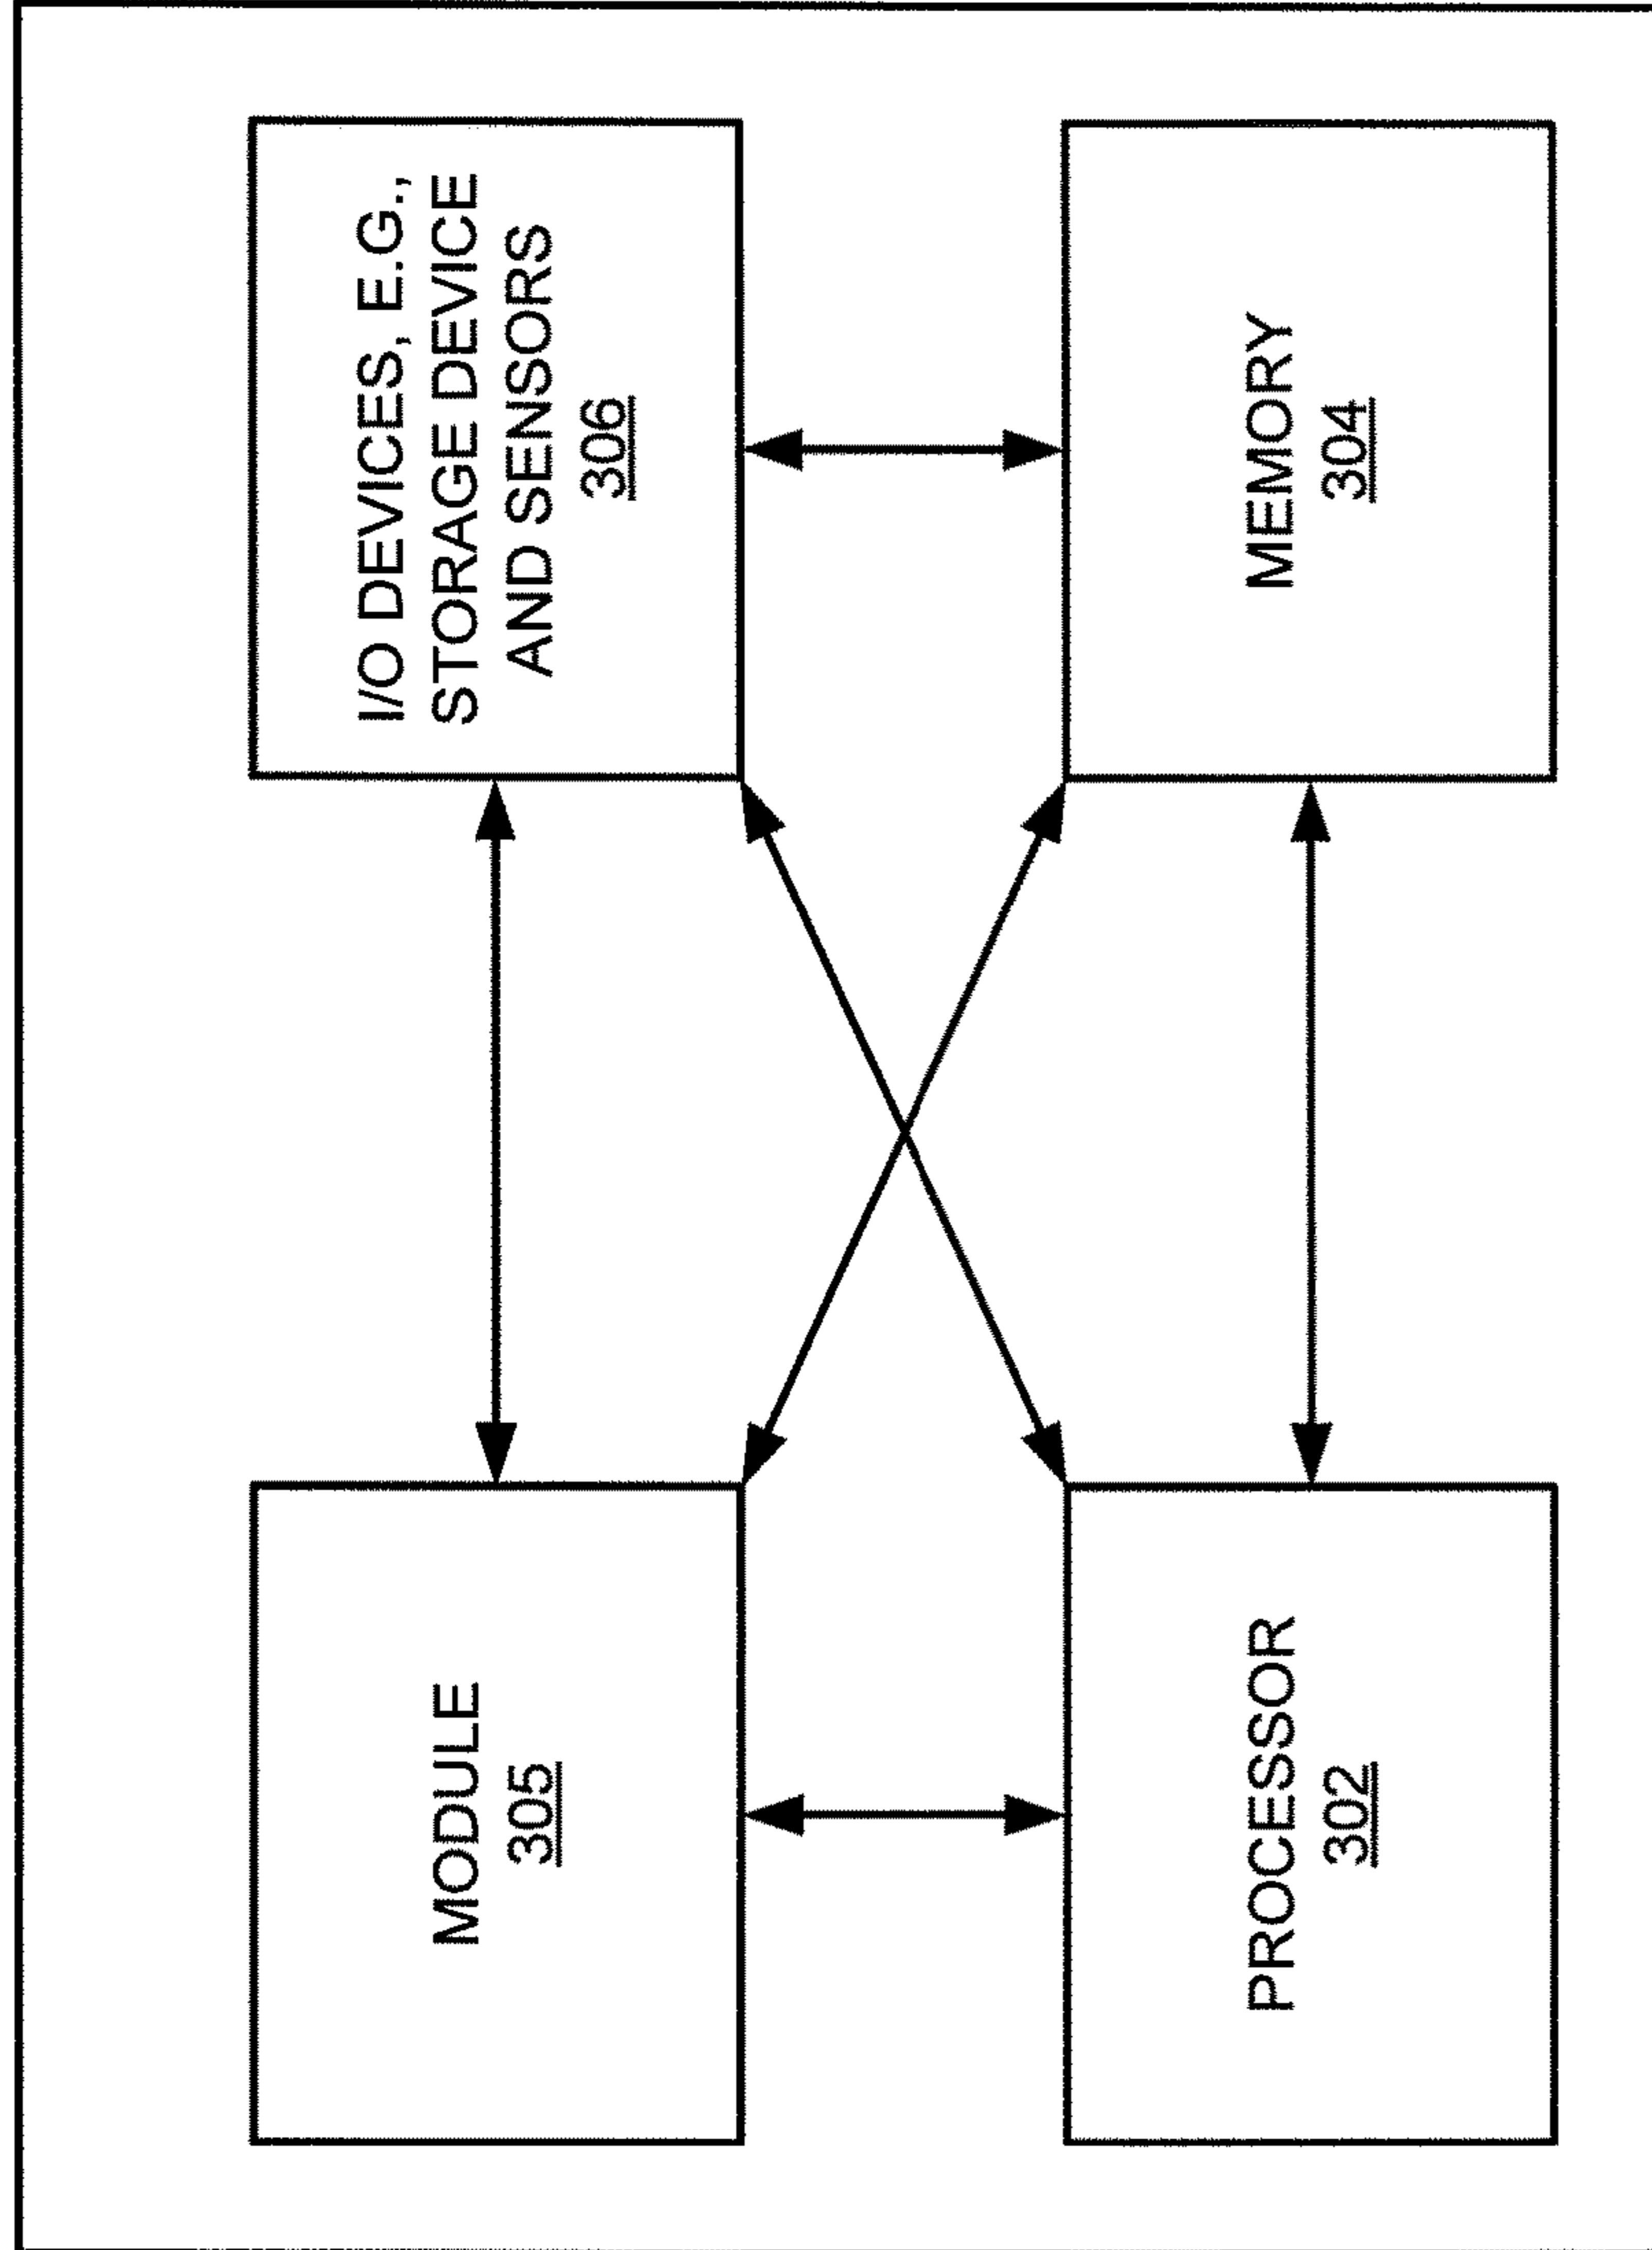 MODULE
305
I/O DEVICES, E.G.,
STORAGE DEVICE
AND SENSORS
306
PROCESSOR
302
MEMORY
304